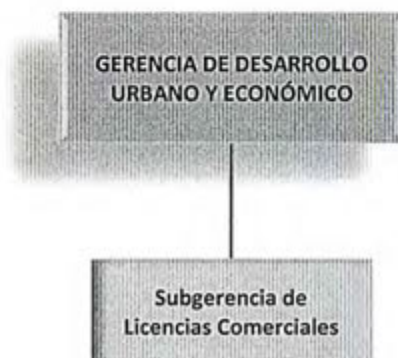 GERENCIA DE DESARROLLO
URBANO Y ECONÓMICO
Subgerencia de
Licencias Comerciales